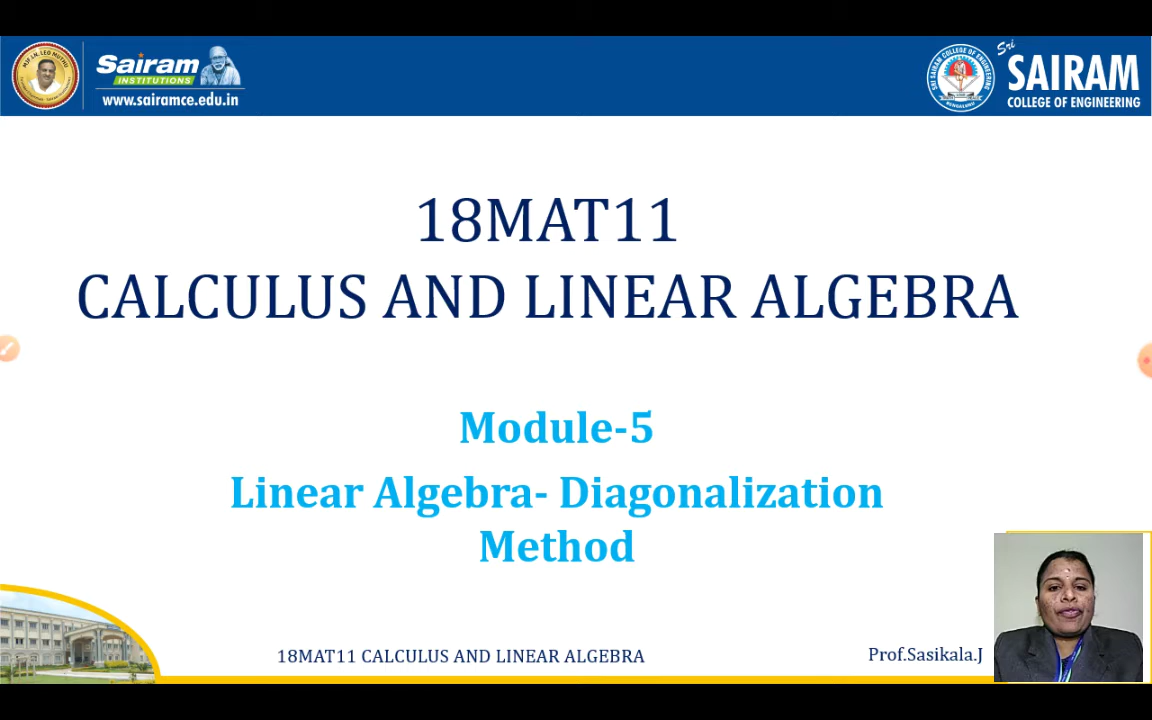 Sairam
INSTITUTIONS
www.sairamce.edu.in
Sri
SAIRAM
COLLEGE OF ENGINEERING
18MAT11
CALCULUS AND LINEAR ALGEBRA
Module-5
Linear Algebra- Diagonalization
Method
18MAT11 CALCULUS AND LINEAR ALGEBRA
Prof.Sasikala.J